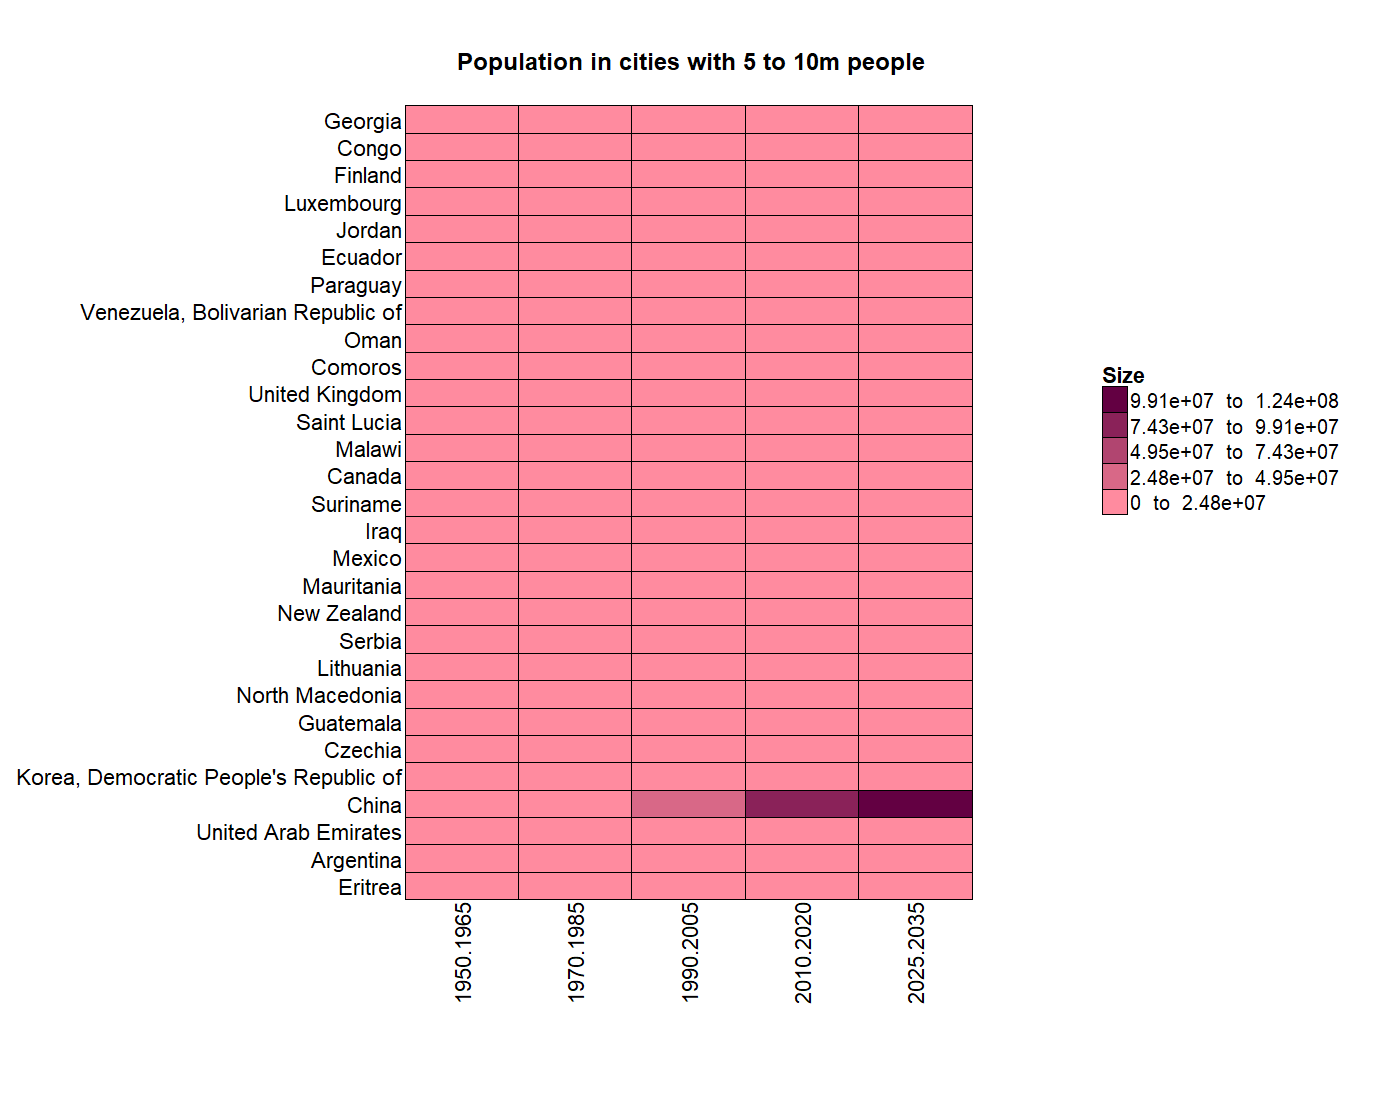 Population in cities with 5 to 10m people
Georgia
Congo
Finland
Luxembourg
Jordan
Ecuador
Paraguay
Venezuela, Bolivarian Republic of
Oman
Comoros
United Kingdom
Saint Lucia
Malawi
Canada
Suriname
Iraq
Mexico
Mauritania
New Zealand
Serbia
Lithuania
North Macedonia
Guatemala
Czechia
Korea, Democratic People's Republic of
China
United Arab Emirates
Argentina
Eritrea
1950.1965
1970.1985
1990.2005
2010.2020
2025.2035
Size
9.91e+07 to 1.24e+08
7.43e+07 to 9.91e+07
4.95e+07 to 7.43e+07
2.48e+07 to 4.95e+07
0 to 2.48e+07